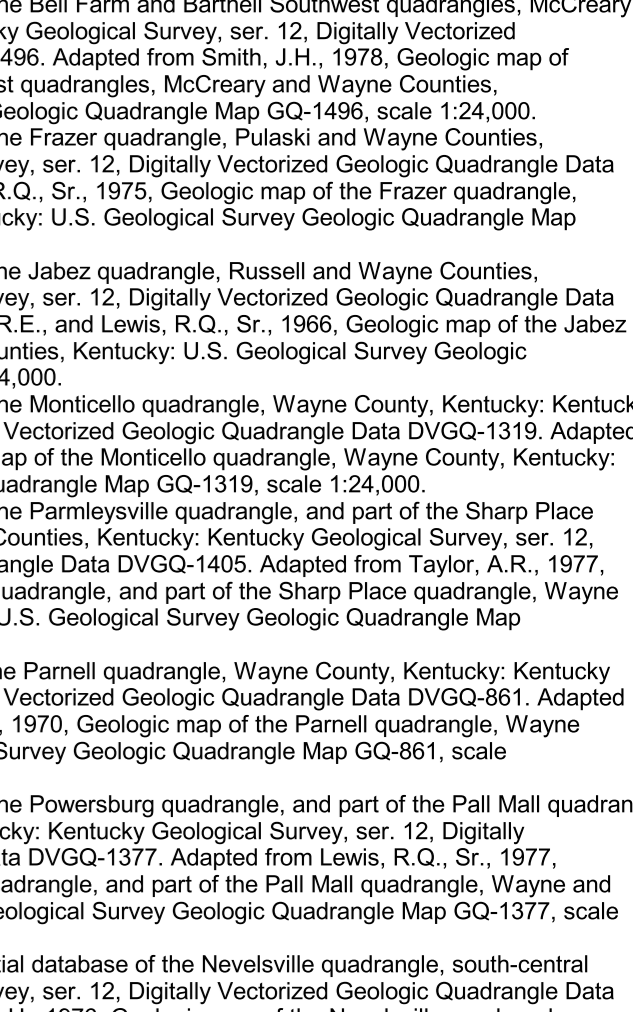 he Bell Farm and Barthell Southwest quadrangles, McCreary
ky Geological Survey, ser. 12, Digitally Vectorized
496. Adapted from Smith, J.H., 1978, Geologic map of
st quadrangles, McCreary and Wayne Counties,
Geologic Quadrangle Map GQ-1496, scale 1:24,000.
he Frazer quadrangle, Pulaski and Wayne Counties,
vey, ser. 12, Digitally Vectorized Geologic Quadrangle Data
R.Q., Sr., 1975, Geologic map of the Frazer quadrangle,
ucky: U.S. Geological Survey Geologic Quadrangle Map
he Jabez quadrangle, Russell and Wayne Counties,
vey, ser. 12, Digitally Vectorized Geologic Quadrangle Data
R.E., and Lewis, R.Q., Sr., 1966, Geologic map of the Jabez
unties, Kentucky: U.S. Geological Survey Geologic
4,000.
he Monticello quadrangle, Wayne County, Kentucky: Kentuck
Vectorized Geologic Quadrangle Data DVGQ-1319. Adapted
ap of the Monticello quadrangle, Wayne County, Kentucky:
uadrangle Map GQ-1319, scale 1:24,000.
he Parmleysville quadrangle, and part of the Sharp Place
Counties, Kentucky: Kentucky Geological Survey, ser. 12,
angle Data DVGQ-1405. Adapted from Taylor, A.R., 1977,
quadrangle, and part of the Sharp Place quadrangle, Wayne
U.S. Geological Survey Geologic Quadrangle Map
he Parnell quadrangle, Wayne County, Kentucky: Kentucky
Vectorized Geologic Quadrangle Data DVGQ-861. Adapted
, 1970, Geologic map of the Parnell quadrangle, Wayne
Survey Geologic Quadrangle Map GQ-861, scale
he Powersburg quadrangle, and part of the Pall Mall quadran
cky: Kentucky Geological Survey, ser. 12, Digitally
ta DVGQ-1377. Adapted from Lewis, R.Q., Sr., 1977,
adrangle, and part of the Pall Mall quadrangle, Wayne and
eological Survey Geologic Quadrangle Map GQ-1377, scale
tial database of the Nevelsville quadrangle, south-central
vey, ser. 12, Digitally Vectorized Geologic Quadrangle Data